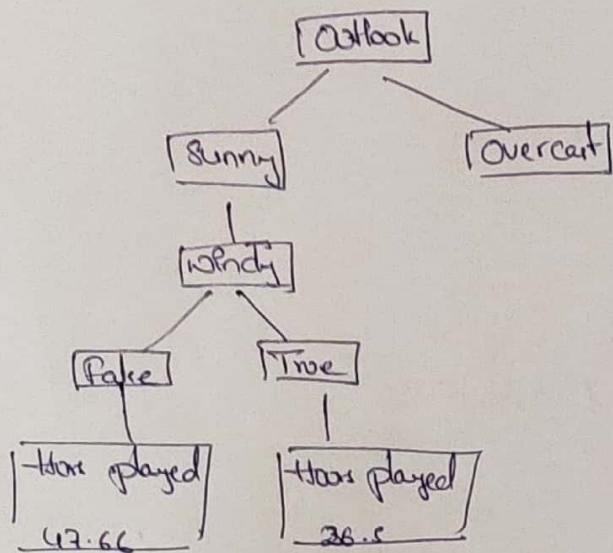 Outlook
Sunny
Overcast
Windy
False
True
Hours played
47.66
Hours played
26.5